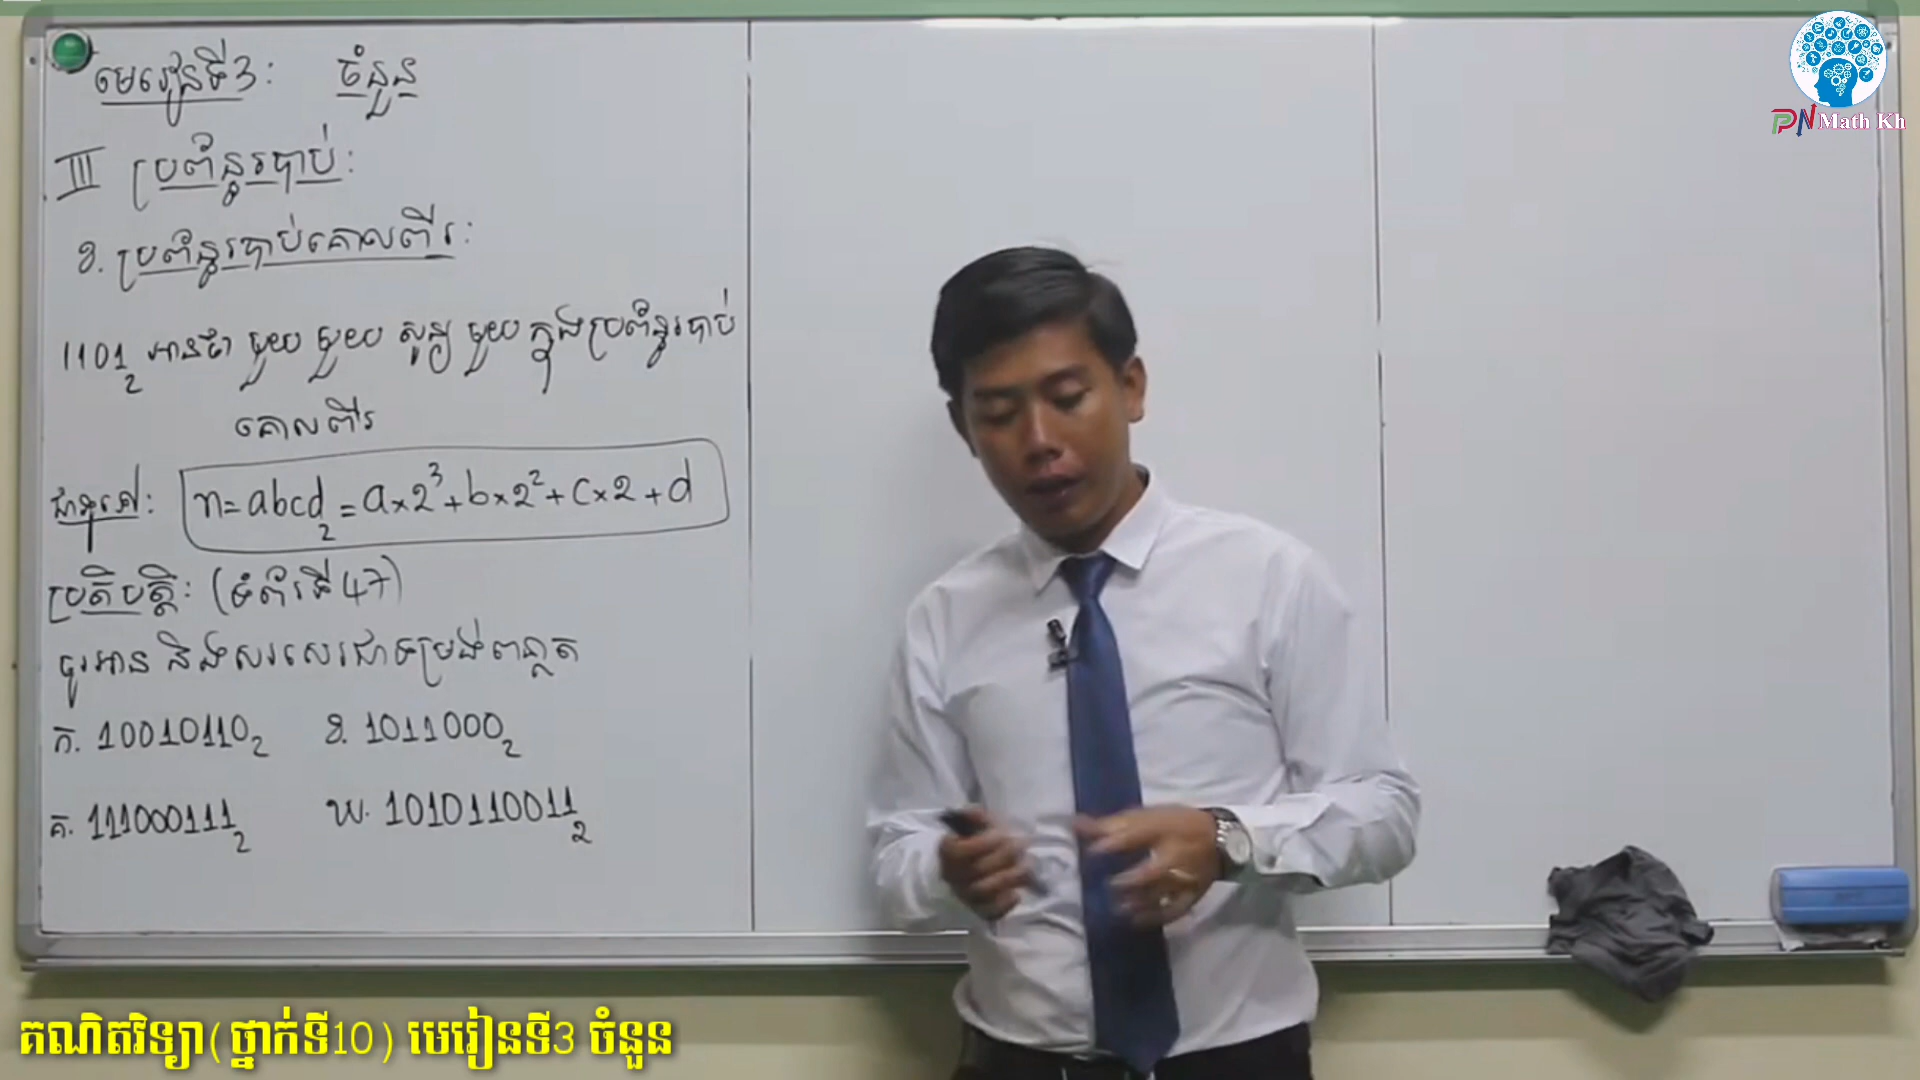 មេរៀនទី3: ចំនួន
III ប្រព័ន្ធរបាប់:
ខ. ប្រព័ន្ធរបាប់គោលពីរ:
1101₂ អានថា មួយ មួយ សូន្យ មួយ ក្នុងប្រព័ន្ធរបាប់
គោលពីរ
ជាទូទៅ: n=abcd₂=a×2³+b×2²+c×2+d
ប្រតិបត្តិ: (ទំព័រទី47)
ចូរអាន និងសរសេរជាទម្រង់ពន្លាត
ក. 10010110₂ ខ. 1011000₂
គ. 111000111₂ ឃ. 1010110011₂
PN Math Kh
គណិតវិទ្យា(ថ្នាក់ទី10) មេរៀនទី3 ចំនួន